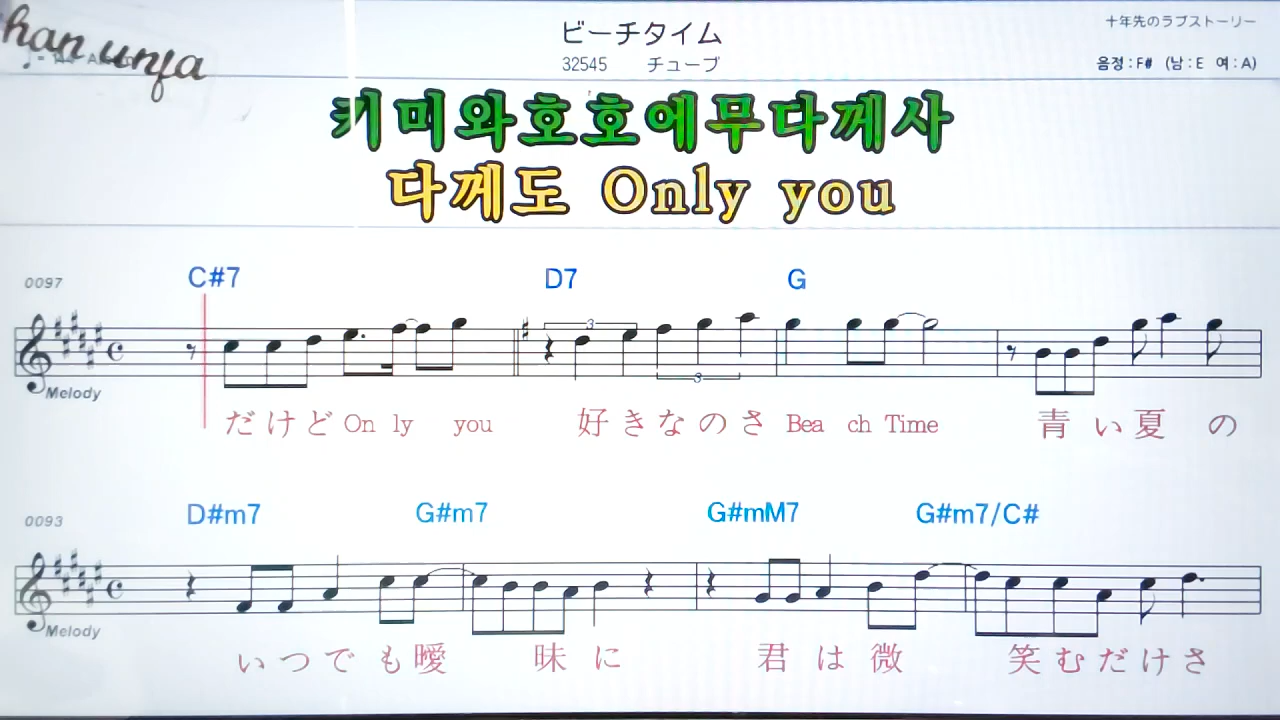 han unja
ビーチタイム
十年先のラブストーリー
32545 チューブ
음정:F# (남:E 여:A)
키미와호호에무다께사
다께도 Only you
0097
C#7 D7 G
3 3
Melody
だけど On ly you 好きなのさ Bea ch Time 青い夏の
0093
D#m7 G#m7 G#mM7 G#m7/C#
Melody
いつでも曖昧に 君は微笑むだけさ